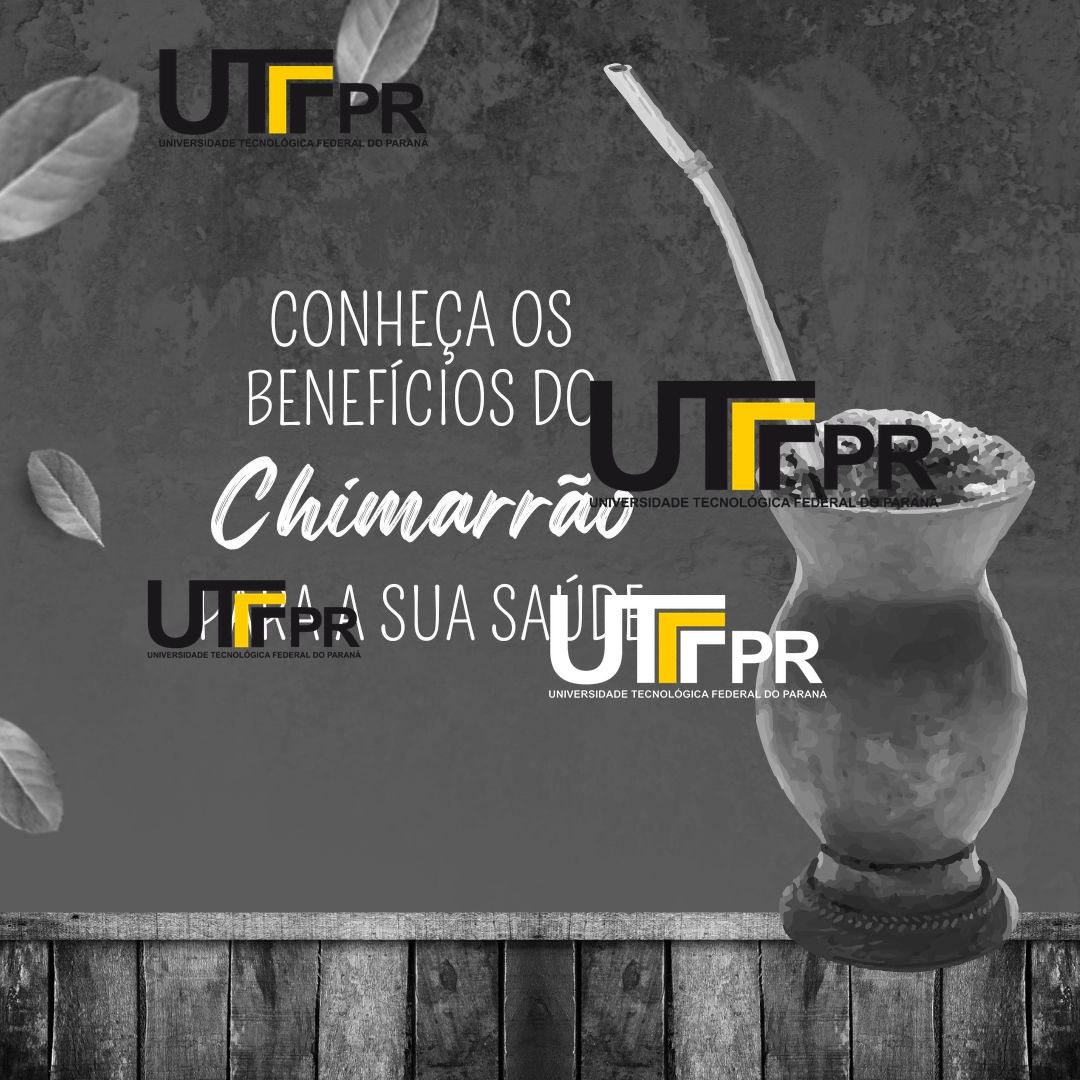 UTFPR
UNIVERSIDADE TECNOLÓGICA FEDERAL DO PARANÁ
CONHEÇA OS
BENEFÍCIOS DO
Chimarrão
UTFPR
UNIVERSIDADE TECNOLÓGICA FEDERAL DO PARANÁ
PARA A SUA SAÚDE
UTFPR
UNIVERSIDADE TECNOLÓGICA FEDERAL DO PARANÁ
UTFPR
UNIVERSIDADE TECNOLÓGICA FEDERAL DO PARANÁ